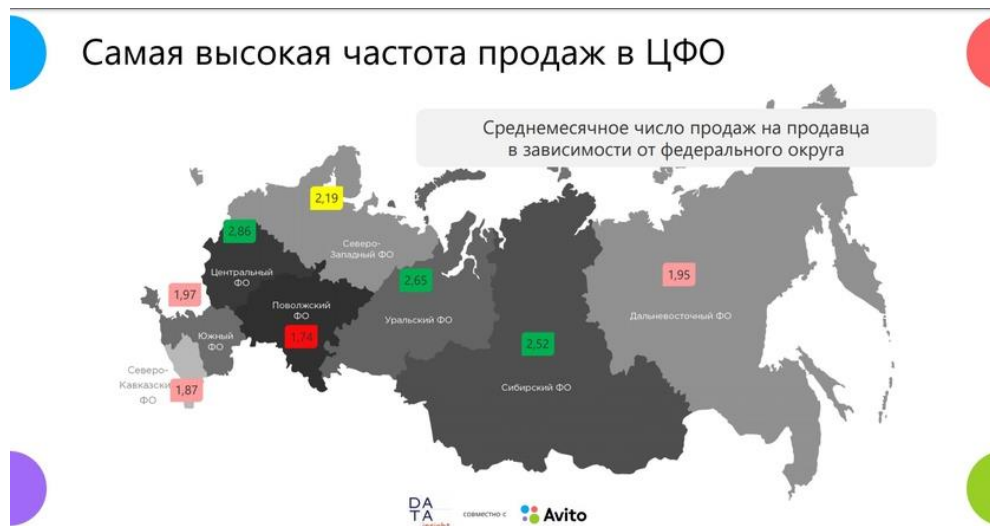 Самая высокая частота продаж в ЦФО
Среднемесячное число продаж на продавца
в зависимости от федерального округа
2,19
2,86
Северо-
Западный ФО
Центральный
ФО
2,65
1,95
1,97
Поволжский
ФО
Уральский ФО
Дальневосточный ФО
1,74
Южный
ФО
2,52
Северо-
Кавказски
ФО
1,87
Сибирский ФО
DA
TA
insight
совместно с
Avito